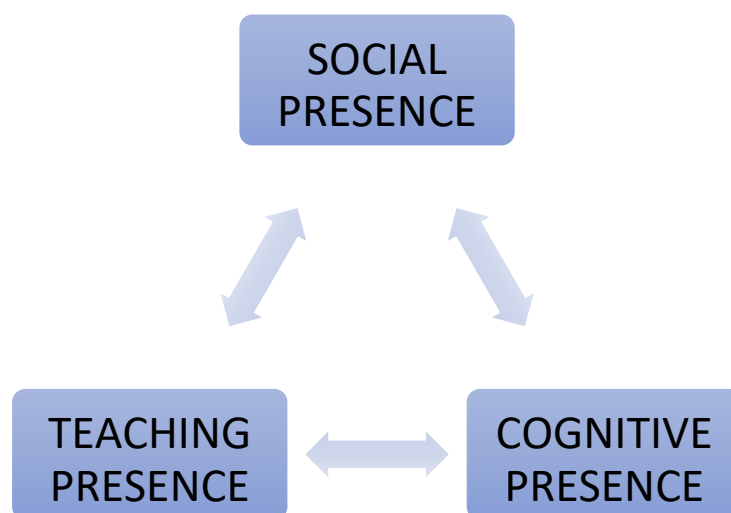 SOCIAL
PRESENCE
TEACHING
PRESENCE
COGNITIVE
PRESENCE